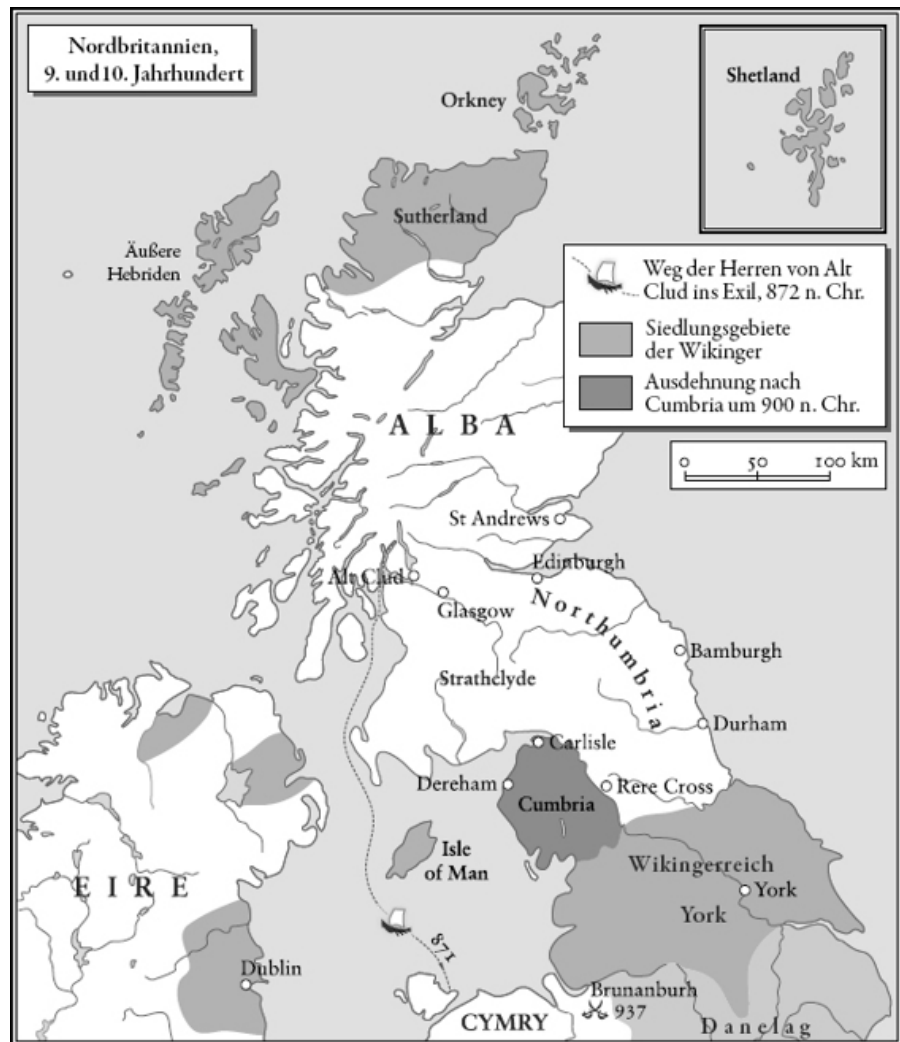 Nordbritannien,
9. und 10. Jahrhundert
Shetland
Orkney
Sutherland
Äußere
Hebriden
Weg der Herren von Alt
Clud ins Exil, 872 n. Chr.
Siedlungsgebiete
der Wikinger
Ausdehnung nach
Cumbria um 900 n. Chr.
ALBA
0 50 100 km
St Andrews
Edinburgh
Alt Clud
Glasgow
Northumbria
Bamburgh
Strathclyde
Durham
Carlisle
Dereham
Rere Cross
Cumbria
Isle
of Man
Wikingerreich
York
York
EIRE
871
Dublin
Brunanburh
937
CYMRY
Danelag